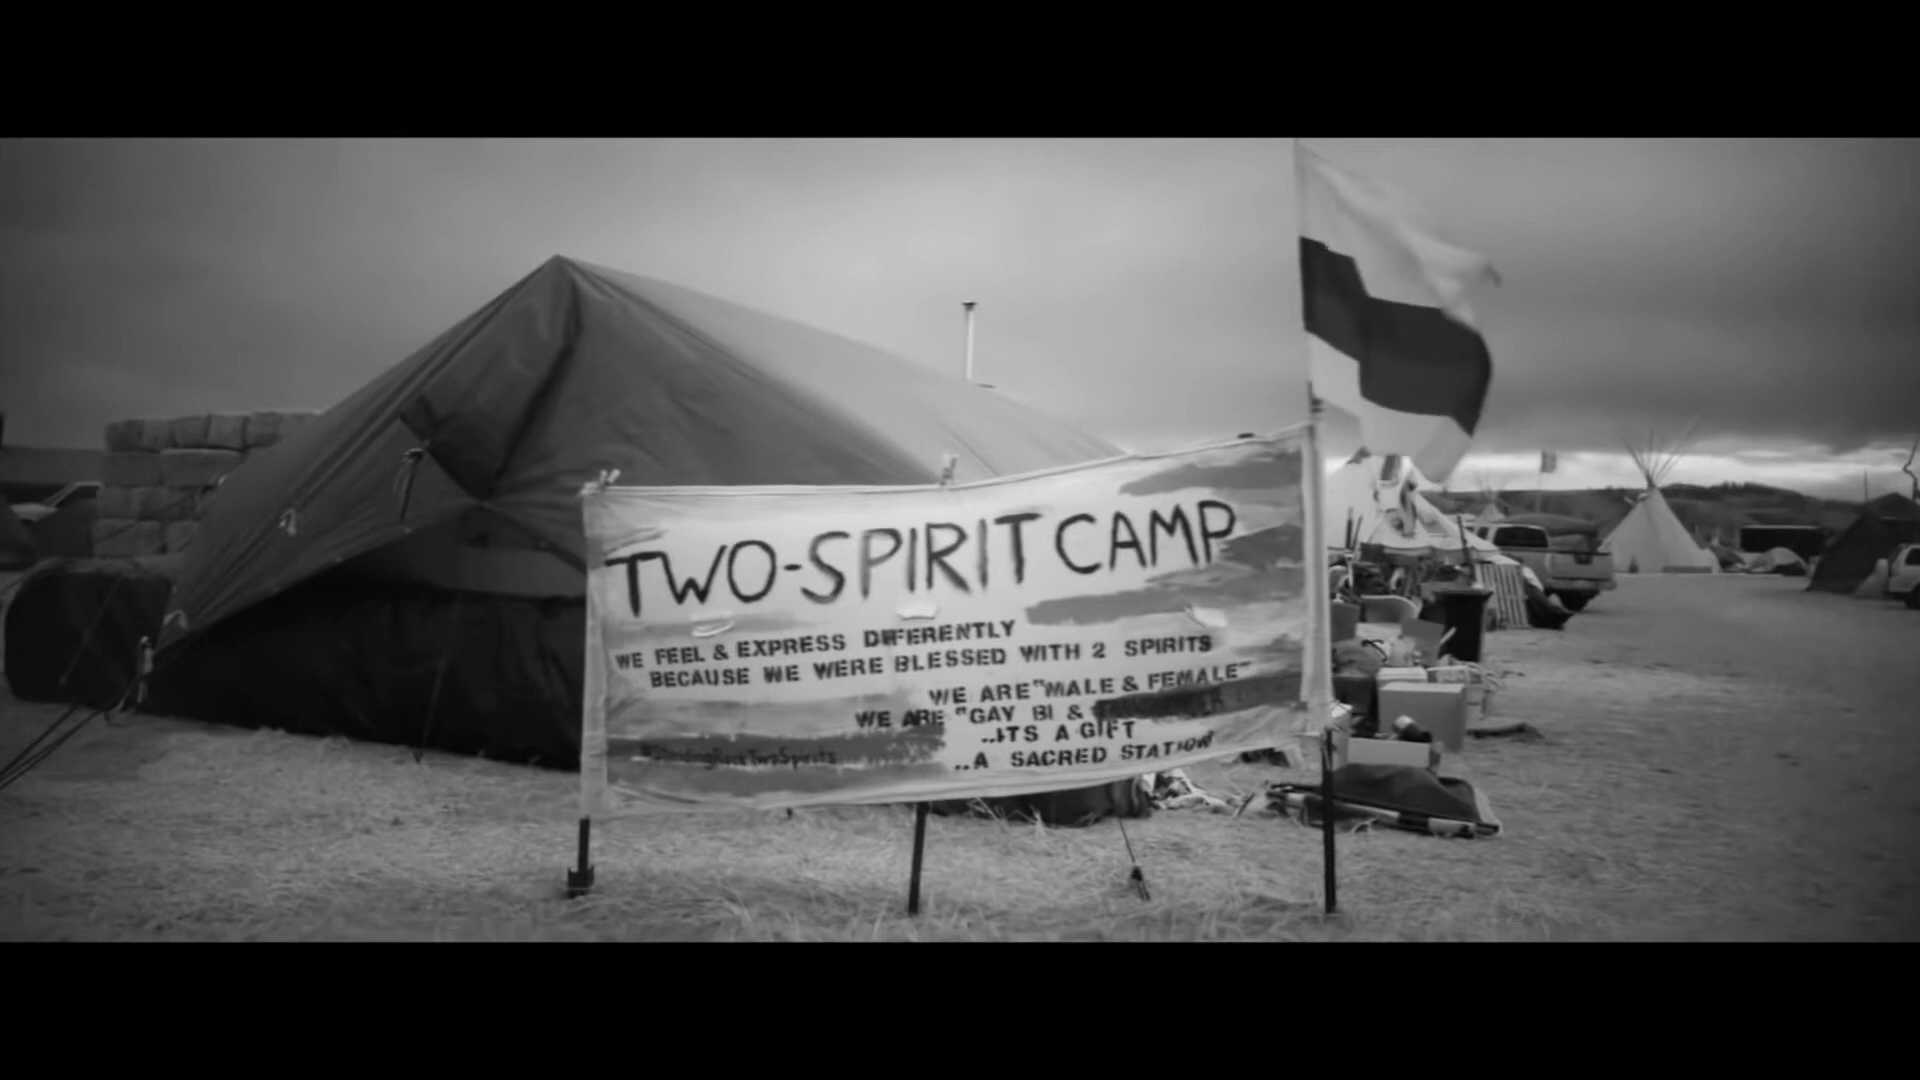 TWO-SPIRIT CAMP
WE FEEL & EXPRESS DIFERENTLY
BECAUSE WE WERE BLESSED WITH 2 SPIRITS
WE ARE "MALE & FEMALE"
WE ARE "GAY BI &
..ITS A GIFT
..A SACRED STATION
#StandingRockTwoSpirits